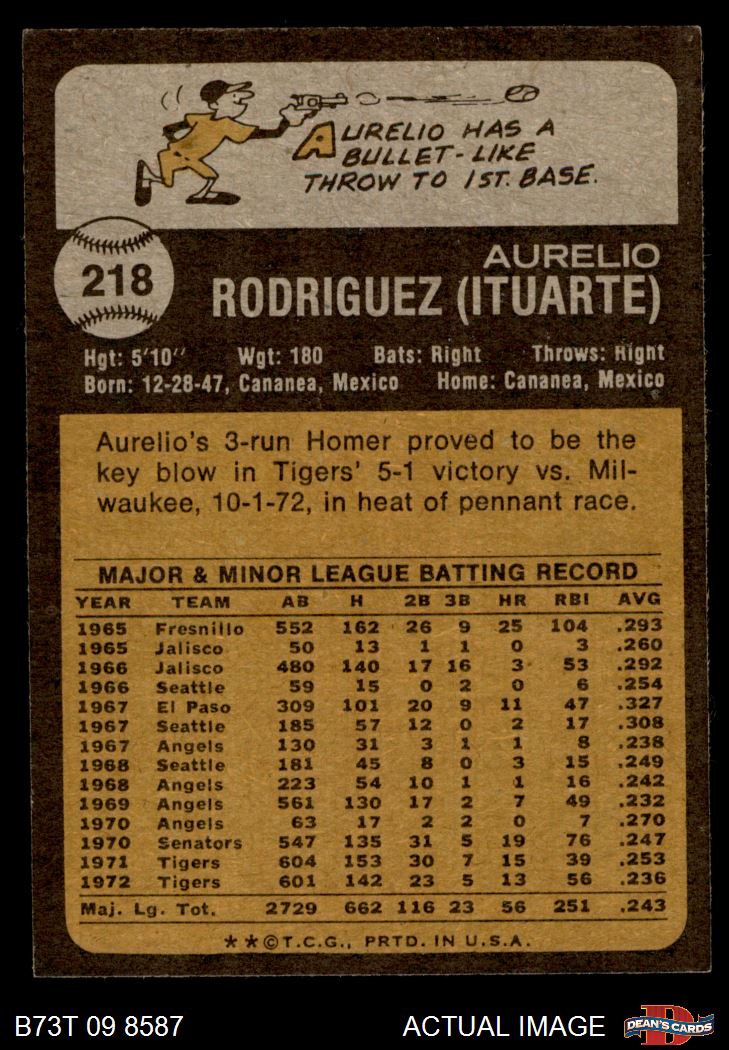 AURELIO HAS A
BULLET-LIKE
THROW TO 1ST. BASE.
218
AURELIO
RODRIGUEZ (ITUARTE)
Hgt: 5'10" Wgt: 180 Bats: Right Throws: Right
Born: 12-28-47, Cananea, Mexico Home: Cananea, Mexico
Aurelio's 3-run Homer proved to be the
key blow in Tigers' 5-1 victory vs. Mil-
waukee, 10-1-72, in heat of pennant race.
MAJOR & MINOR LEAGUE BATTING RECORD
YEAR TEAM AB H 2B 3B HR RBI AVG
1965 Fresnillo 552 162 26 9 25 104 .293
1965 Jalisco 50 13 1 1 0 3 .260
1966 Jalisco 480 140 17 16 3 53 .292
1966 Seattle 59 15 0 2 0 6 .254
1967 El Paso 309 101 20 9 11 47 .327
1967 Seattle 185 57 12 0 2 17 .308
1967 Angels 130 31 3 1 1 8 .238
1968 Seattle 181 45 8 0 3 15 .249
1968 Angels 223 54 10 1 1 16 .242
1969 Angels 561 130 17 2 7 49 .232
1970 Angels 63 17 2 2 0 7 .270
1970 Senators 547 135 31 5 19 76 .247
1971 Tigers 604 153 30 7 15 39 .253
1972 Tigers 601 142 23 5 13 56 .236
Maj. Lg. Tot. 2729 662 116 23 56 251 .243
★★©T.C.G., PRTD. IN U.S.A.
B73T 09 8587 ACTUAL IMAGE DEAN'S CARDS